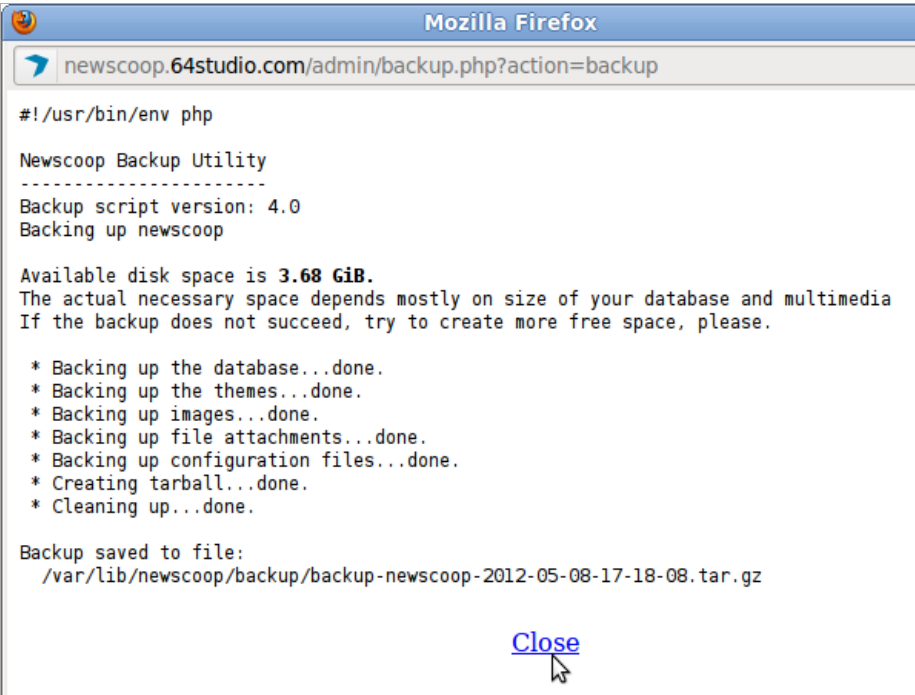 Mozilla Firefox
newscoop.64studio.com/admin/backup.php?action=backup
#!/usr/bin/env php
Newscoop Backup Utility
-----------------------
Backup script version: 4.0
Backing up newscoop
Available disk space is 3.68 GiB.
The actual necessary space depends mostly on size of your database and multimedia
If the backup does not succeed, try to create more free space, please.
* Backing up the database...done.
* Backing up the themes...done.
* Backing up images...done.
* Backing up file attachments...done.
* Backing up configuration files...done.
* Creating tarball...done.
* Cleaning up...done.
Backup saved to file:
/var/lib/newscoop/backup/backup-newscoop-2012-05-08-17-18-08.tar.gz
Close